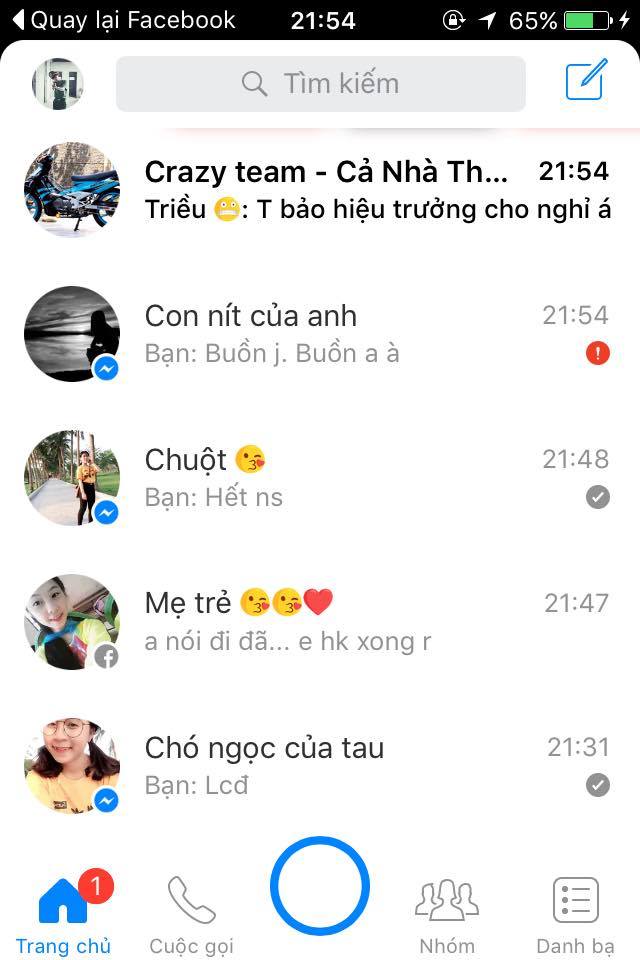 Quay lại Facebook 21:54 65%
Tìm kiếm
Crazy team - Cả Nhà Th... 21:54
Triều 😬: T bảo hiệu trưởng cho nghỉ á
Con nít của anh 21:54
Bạn: Buồn j. Buồn a à
Chuột 😘 21:48
Bạn: Hết ns
Mẹ trẻ 😘😘❤️ 21:47
a nói đi đã... e hk xong r
Chó ngọc của tau 21:31
Bạn: Lcđ
1
Trang chủ Cuộc gọi Nhóm Danh bạ